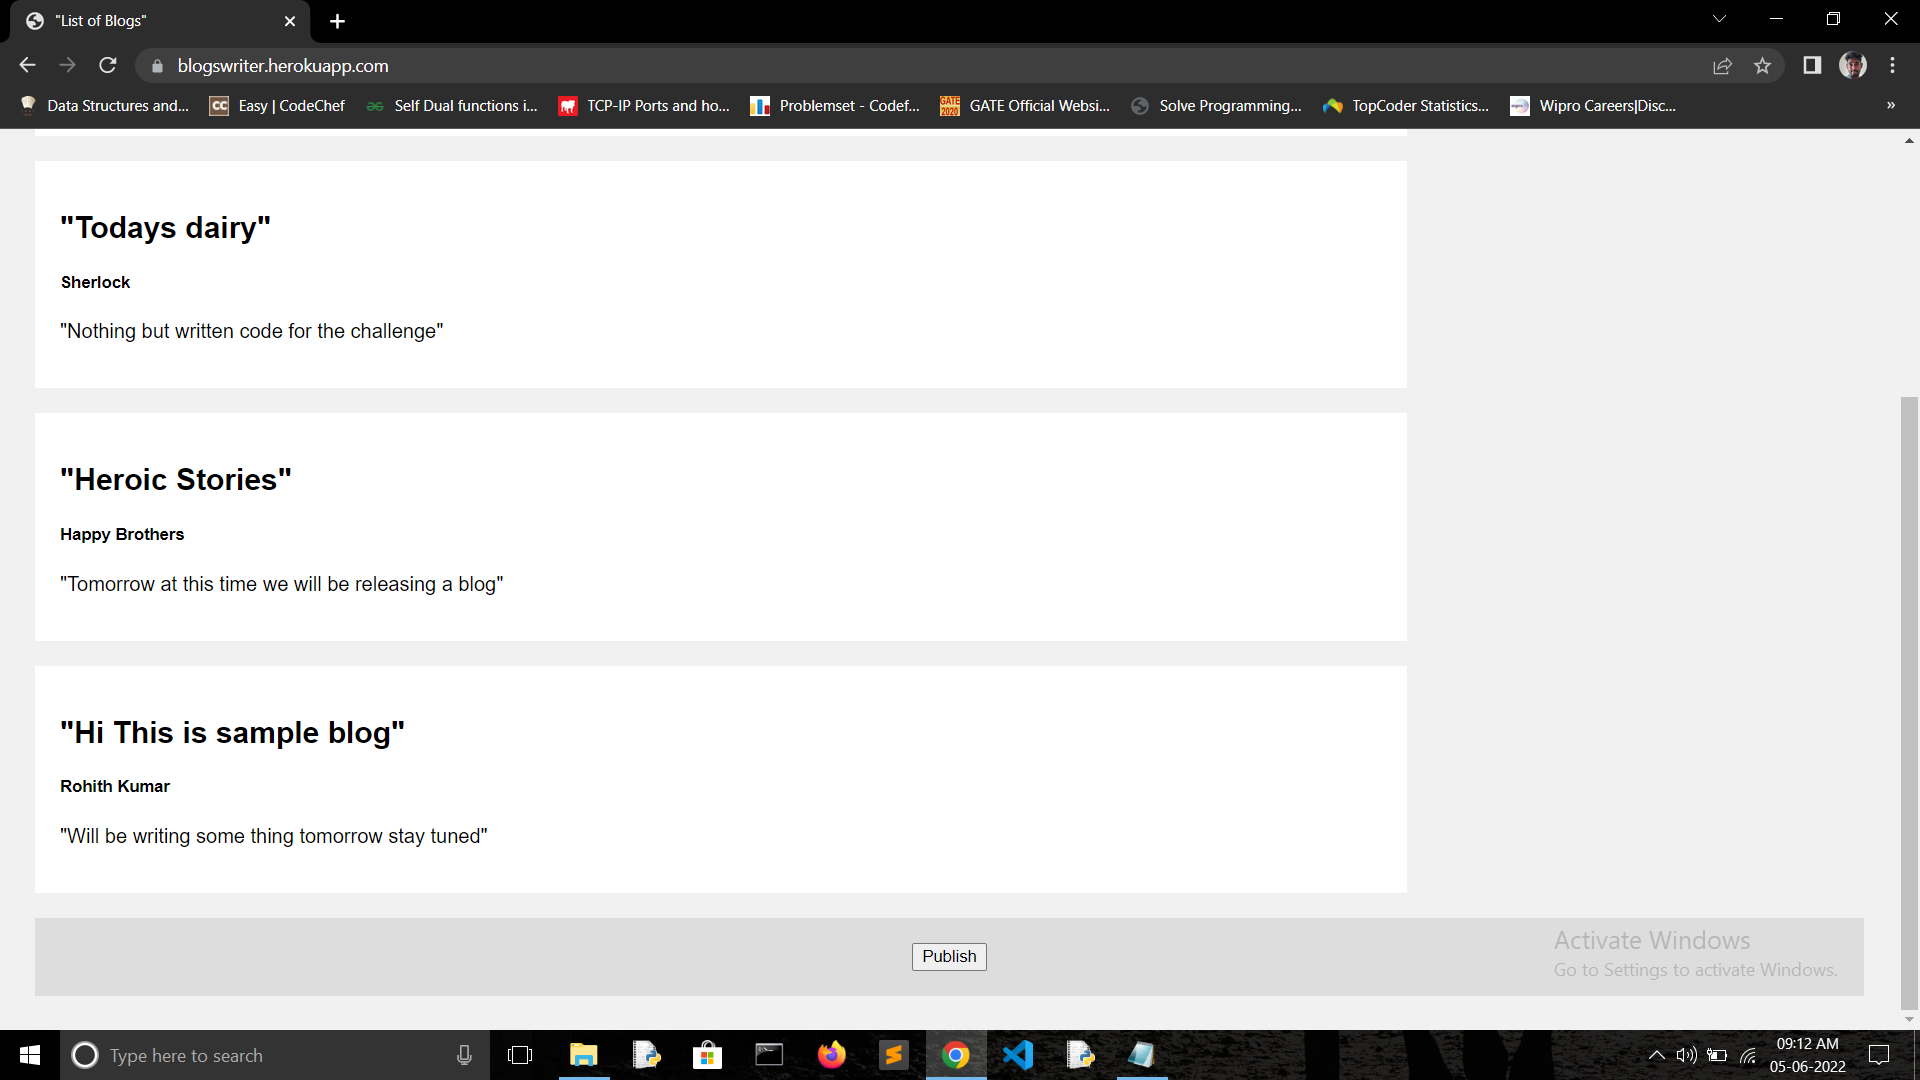 "List of Blogs"
blogswriter.herokuapp.com
Data Structures and...
CC Easy | CodeChef
Self Dual functions i...
TCP-IP Ports and ho...
Problemset - Codef...
GATE 2020 GATE Official Websi...
Solve Programming...
TopCoder Statistics...
Wipro Careers|Disc...
»
"Todays dairy"
Sherlock
"Nothing but written code for the challenge"
"Heroic Stories"
Happy Brothers
"Tomorrow at this time we will be releasing a blog"
"Hi This is sample blog"
Rohith Kumar
"Will be writing some thing tomorrow stay tuned"
Publish
Activate Windows
Go to Settings to activate Windows.
Type here to search
09:12 AM
05-06-2022